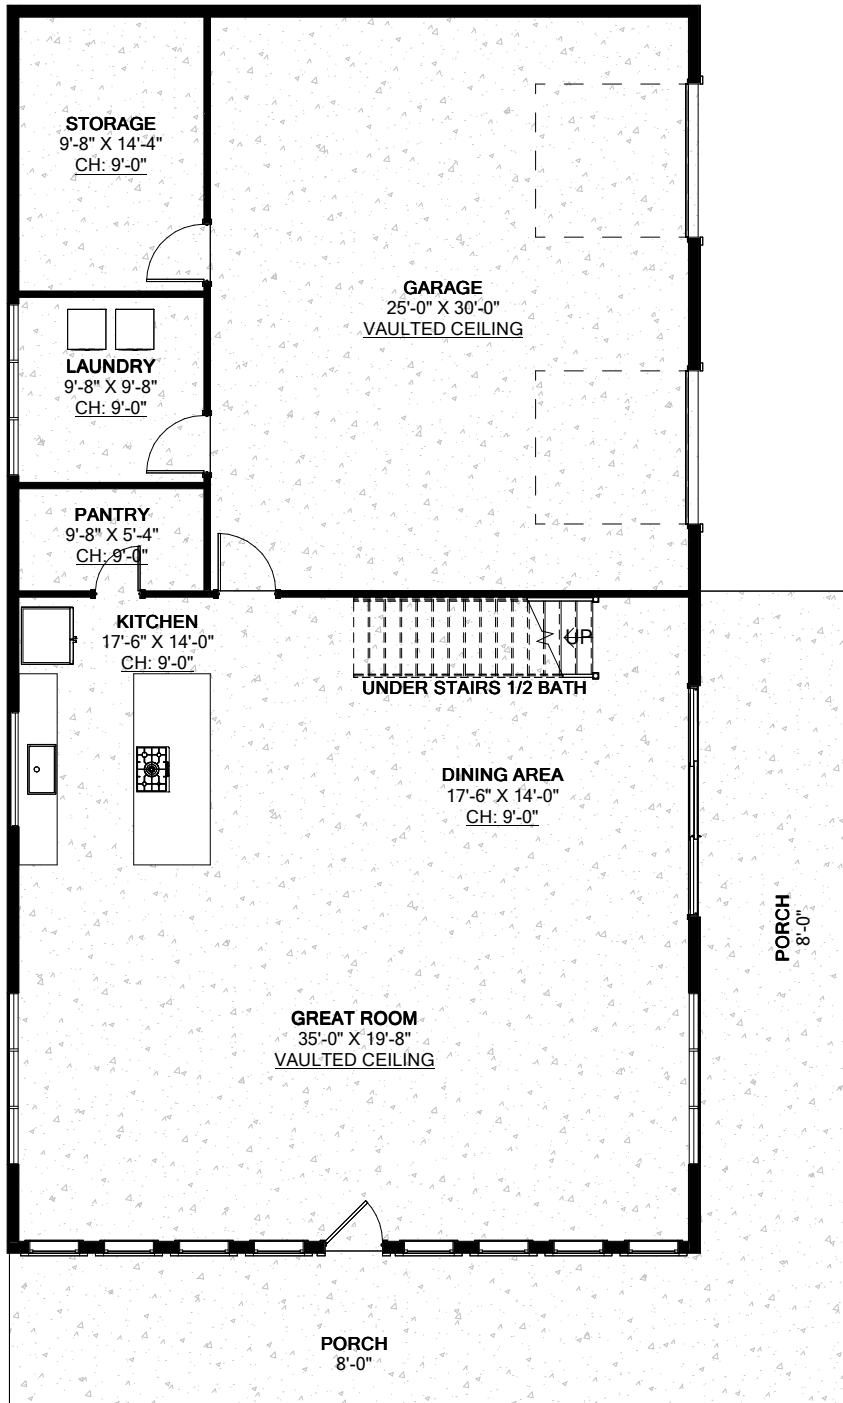 STORAGE
9'-8" X 14'-4"
CH: 9'-0"
GARAGE
25'-0" X 30'-0"
VAULTED CEILING
LAUNDRY
9'-8" X 9'-8"
CH: 9'-0"
PANTRY
9'-8" X 5'-4"
CH: 9'-0"
KITCHEN
17'-6" X 14'-0"
CH: 9'-0"
UP
UNDER STAIRS 1/2 BATH
DINING AREA
17'-6" X 14'-0"
CH: 9'-0"
PORCH
8'-0"
GREAT ROOM
35'-0" X 19'-8"
VAULTED CEILING
PORCH
8'-0"